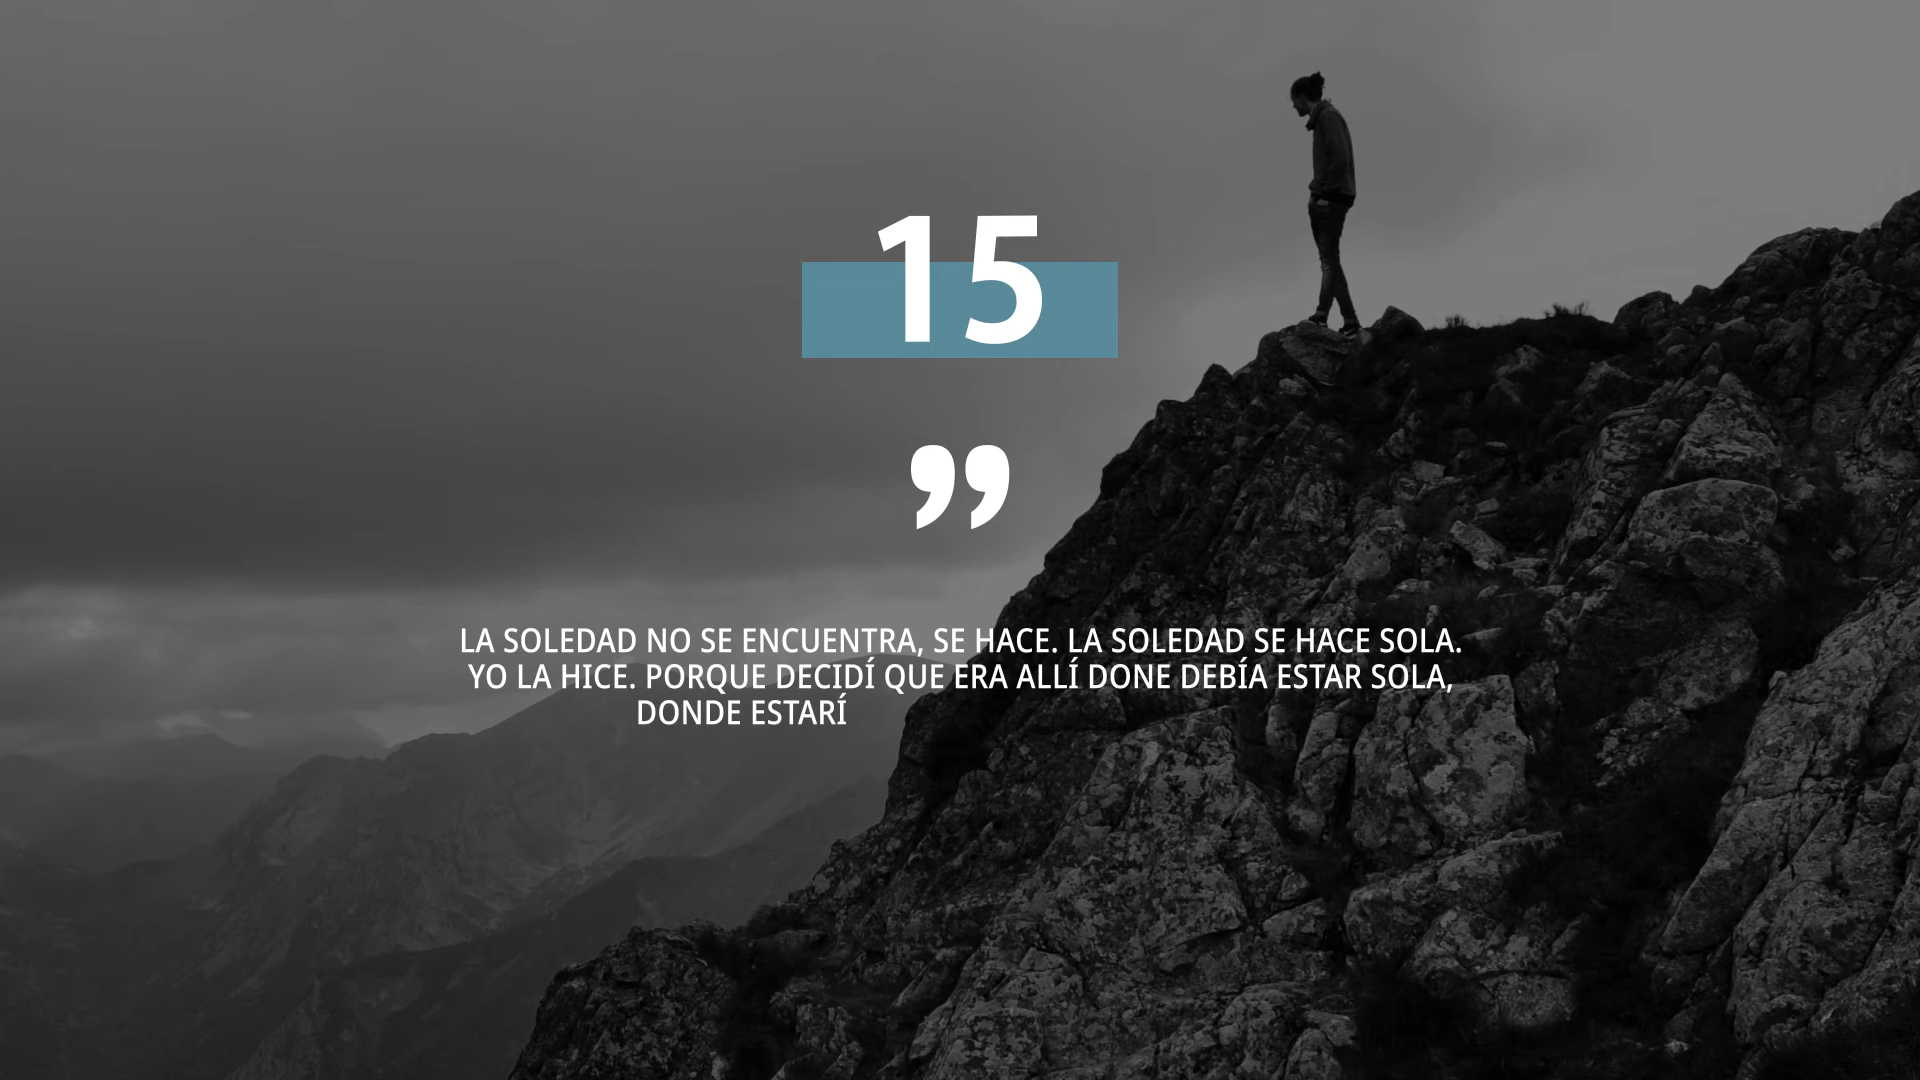 15
”
LA SOLEDAD NO SE ENCUENTRA, SE HACE. LA SOLEDAD SE HACE SOLA.
YO LA HICE. PORQUE DECIDÍ QUE ERA ALLÍ DONE DEBÍA ESTAR SOLA,
DONDE ESTARÍ